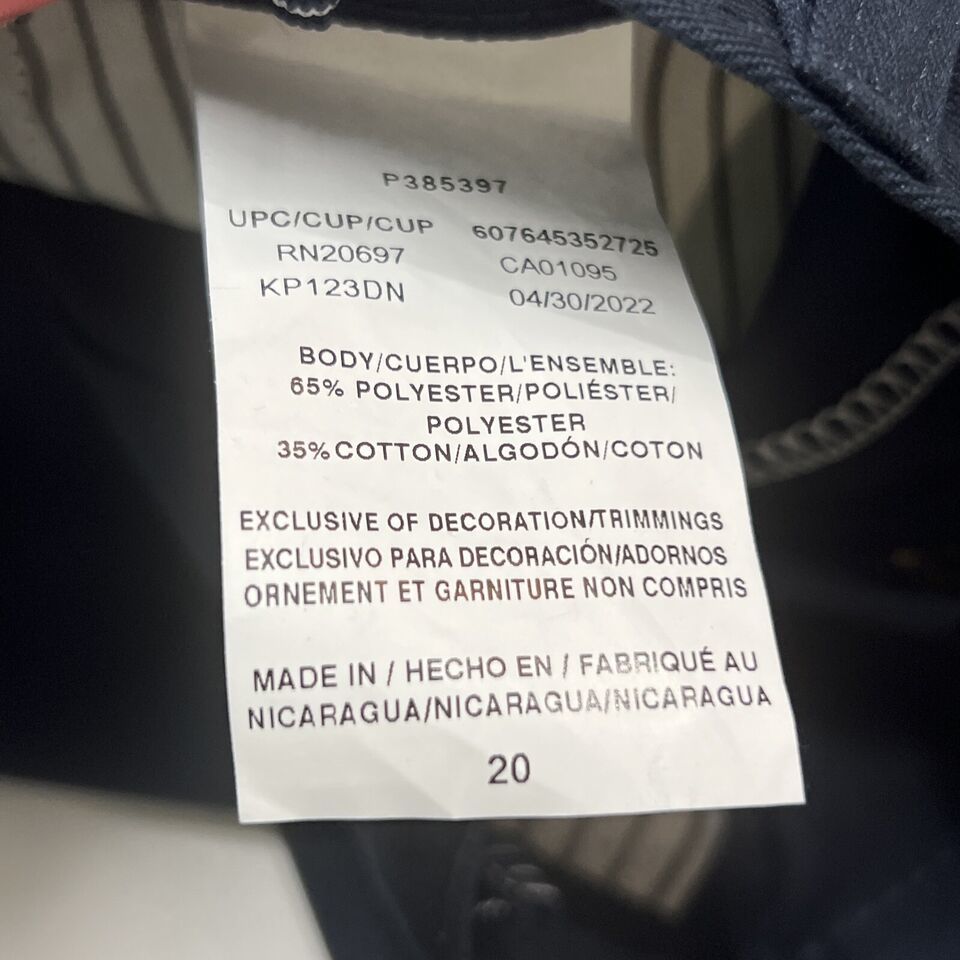 P385397
UPC/CUP/CUP 607645352725
RN20697 CA01095
KP123DN 04/30/2022
BODY/CUERPO/L'ENSEMBLE:
65% POLYESTER/POLIÉSTER/
POLYESTER
35% COTTON/ALGODÓN/COTON
EXCLUSIVE OF DECORATION/TRIMMINGS
EXCLUSIVO PARA DECORACIÓN/ADORNOS
ORNEMENT ET GARNITURE NON COMPRIS
MADE IN / HECHO EN / FABRIQUÉ AU
NICARAGUA/NICARAGUA/NICARAGUA
20